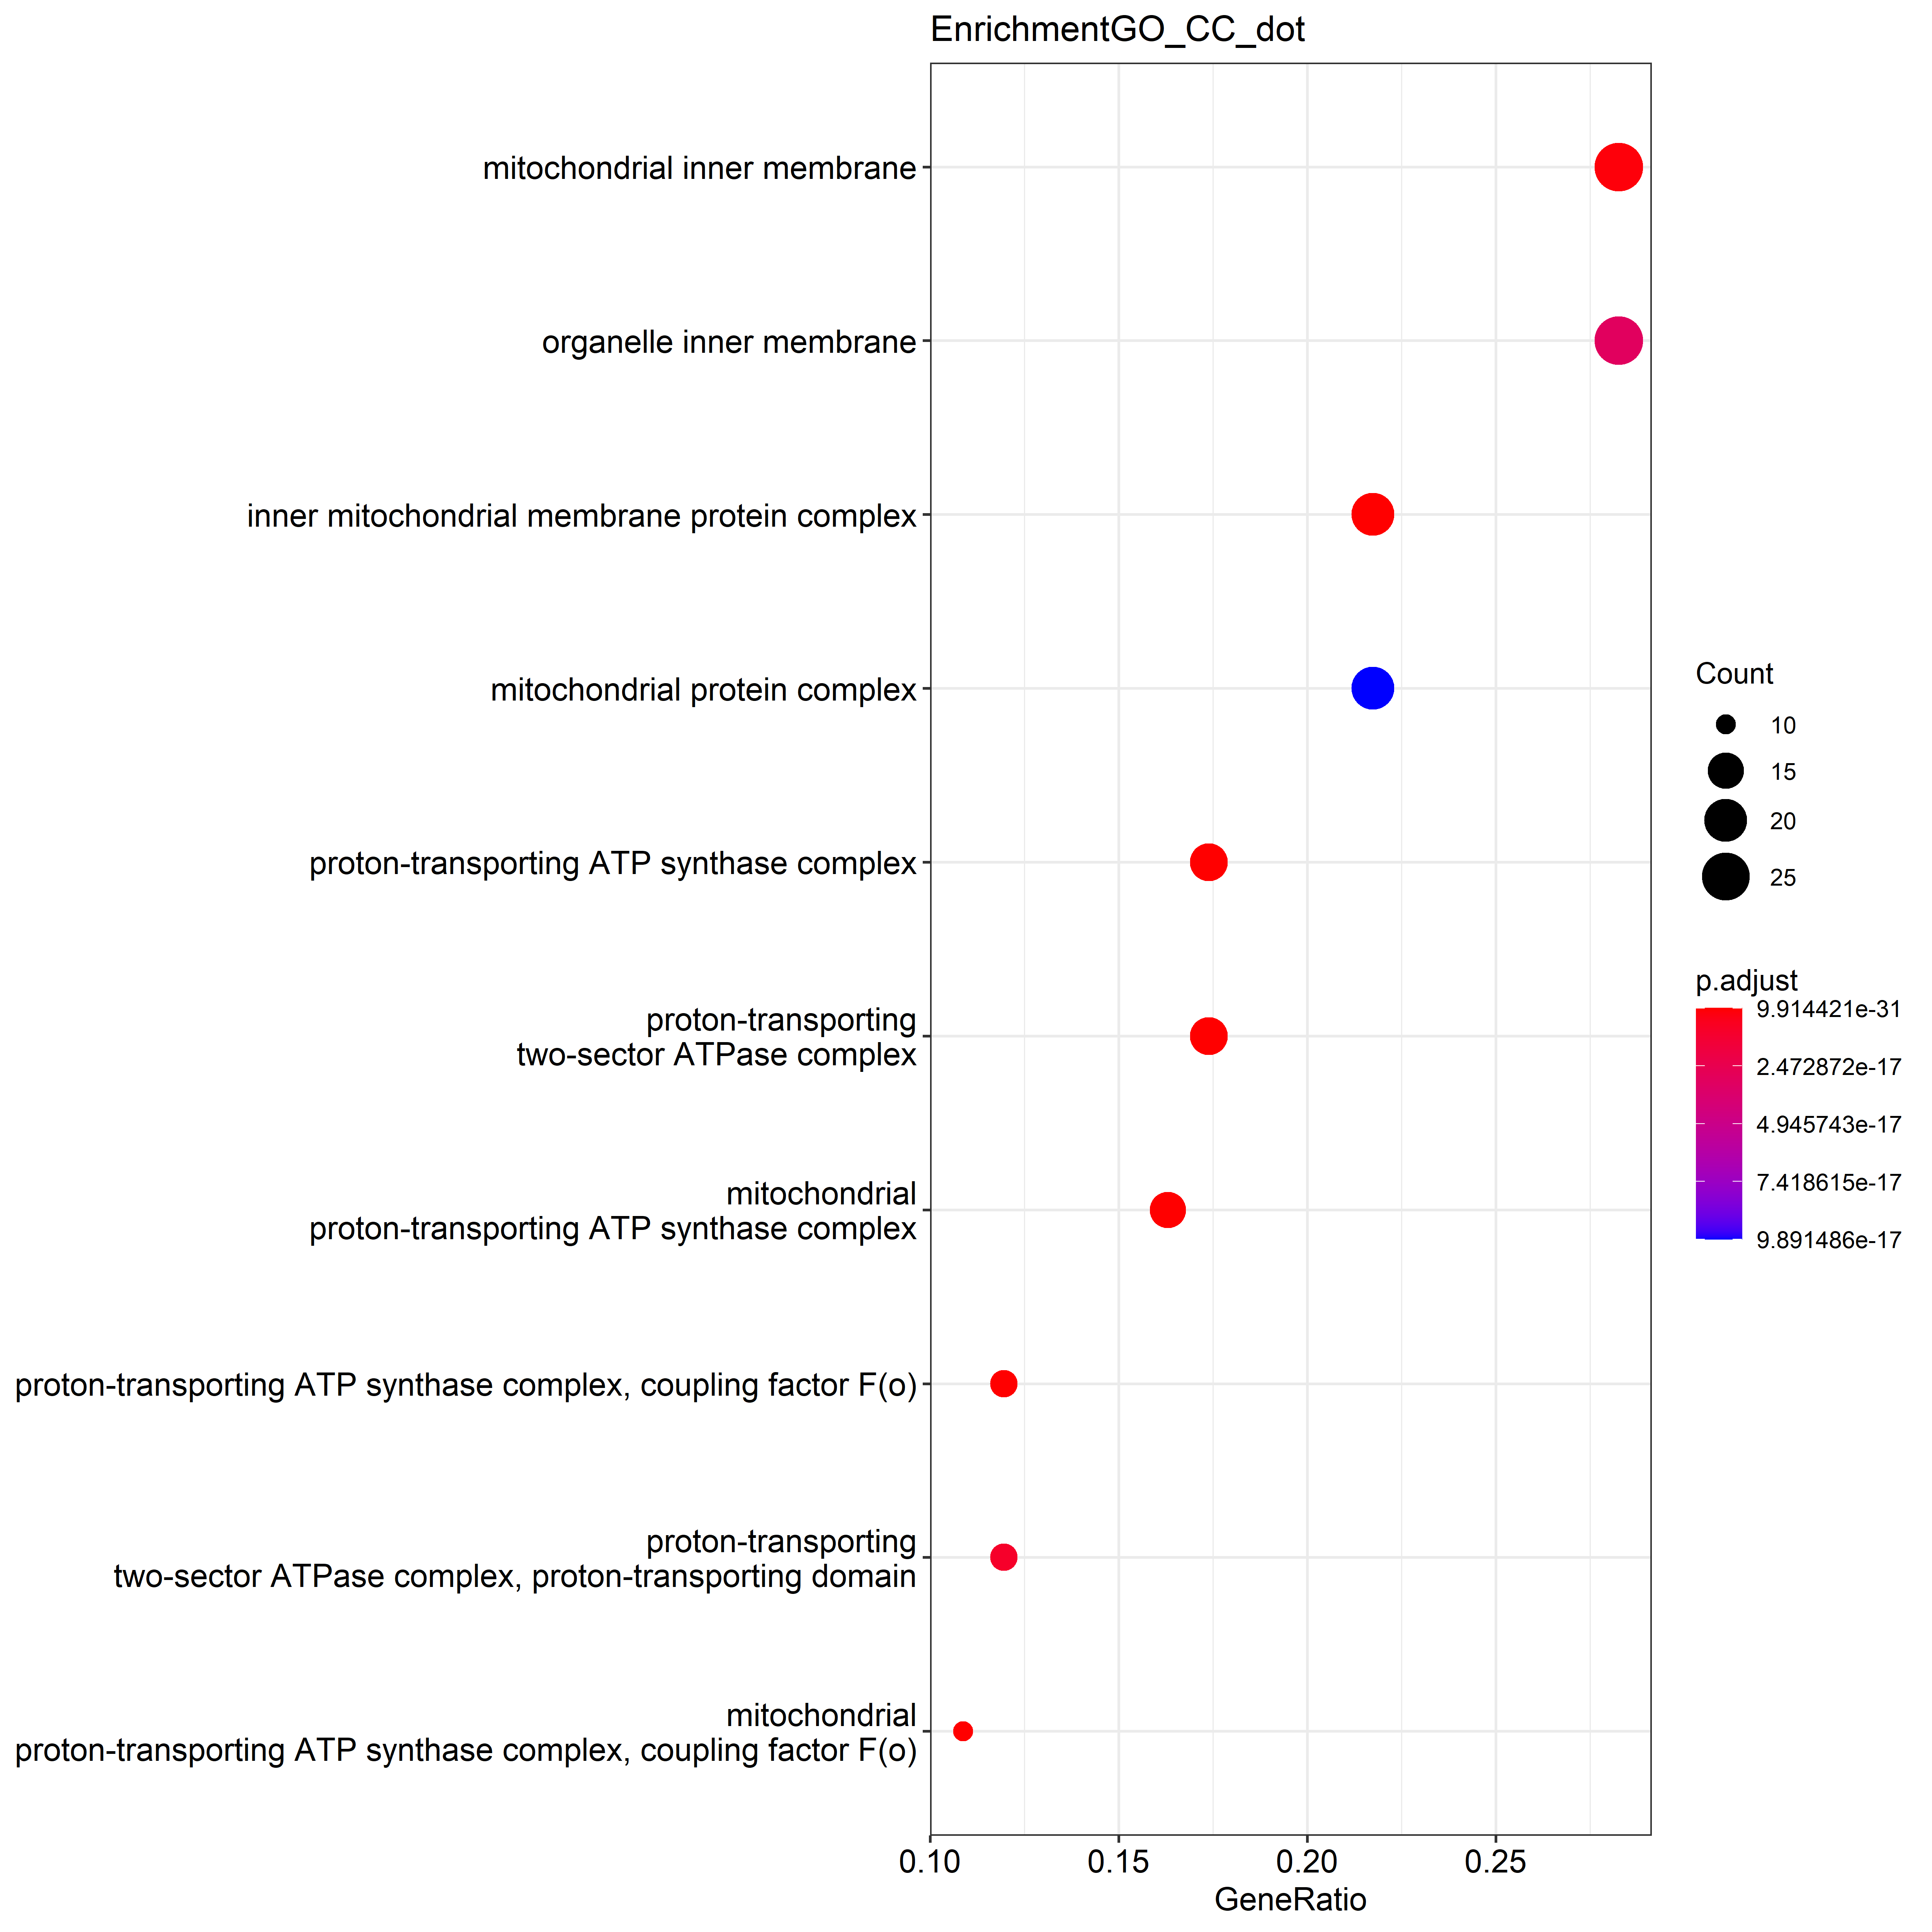 EnrichmentGO_CC_dot
mitochondrial inner membrane
organelle inner membrane
inner mitochondrial membrane protein complex
mitochondrial protein complex
proton-transporting ATP synthase complex
proton-transporting
two-sector ATPase complex
mitochondrial
proton-transporting ATP synthase complex
proton-transporting ATP synthase complex, coupling factor F(o)
proton-transporting
two-sector ATPase complex, proton-transporting domain
mitochondrial
proton-transporting ATP synthase complex, coupling factor F(o)
0.10
0.15
0.20
0.25
GeneRatio
Count
10
15
20
25
p.adjust
9.914421e-31
2.472872e-17
4.945743e-17
7.418615e-17
9.891486e-17